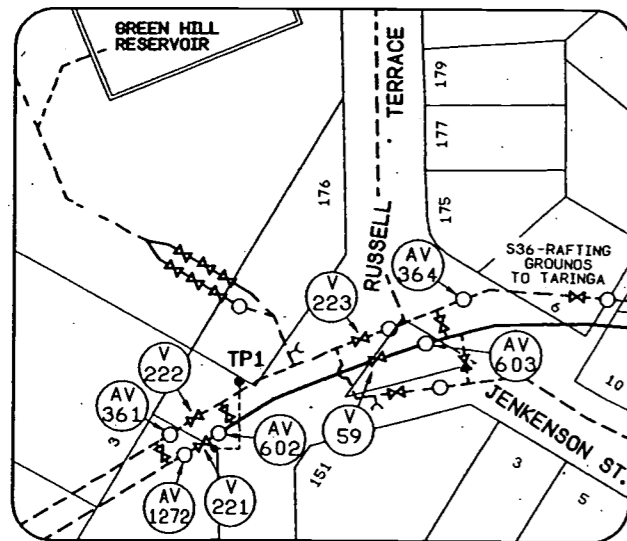 GREEN HILL
RESERVOIR
RUSSELL TERRACE
179
177
175
176
S36-RAFTING
GROUNDS
TO TARINGA
AV
364
V
223
TP1
V
222
AV
361
AV
603
3
AV
602
V
59
10
JENKENSON ST.
AV
1272
V
221
151
3
5